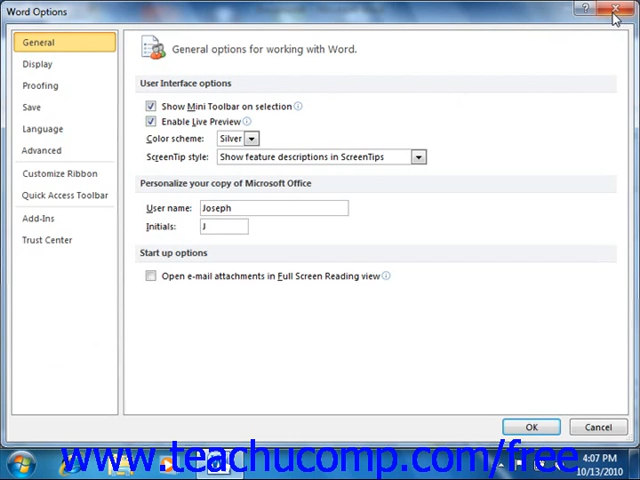 Word Options
?
General
Display
Proofing
Save
Language
Advanced
Customize Ribbon
Quick Access Toolbar
Add-Ins
Trust Center
General options for working with Word.
User Interface options
Show Mini Toolbar on selection
Enable Live Preview
Color scheme: Silver
ScreenTip style: Show feature descriptions in ScreenTips
Personalize your copy of Microsoft Office
User name: Joseph
Initials: J
Start up options
Open e-mail attachments in Full Screen Reading view
OK Cancel
www.teachucomp.com/free
4:07 PM
10/13/2010